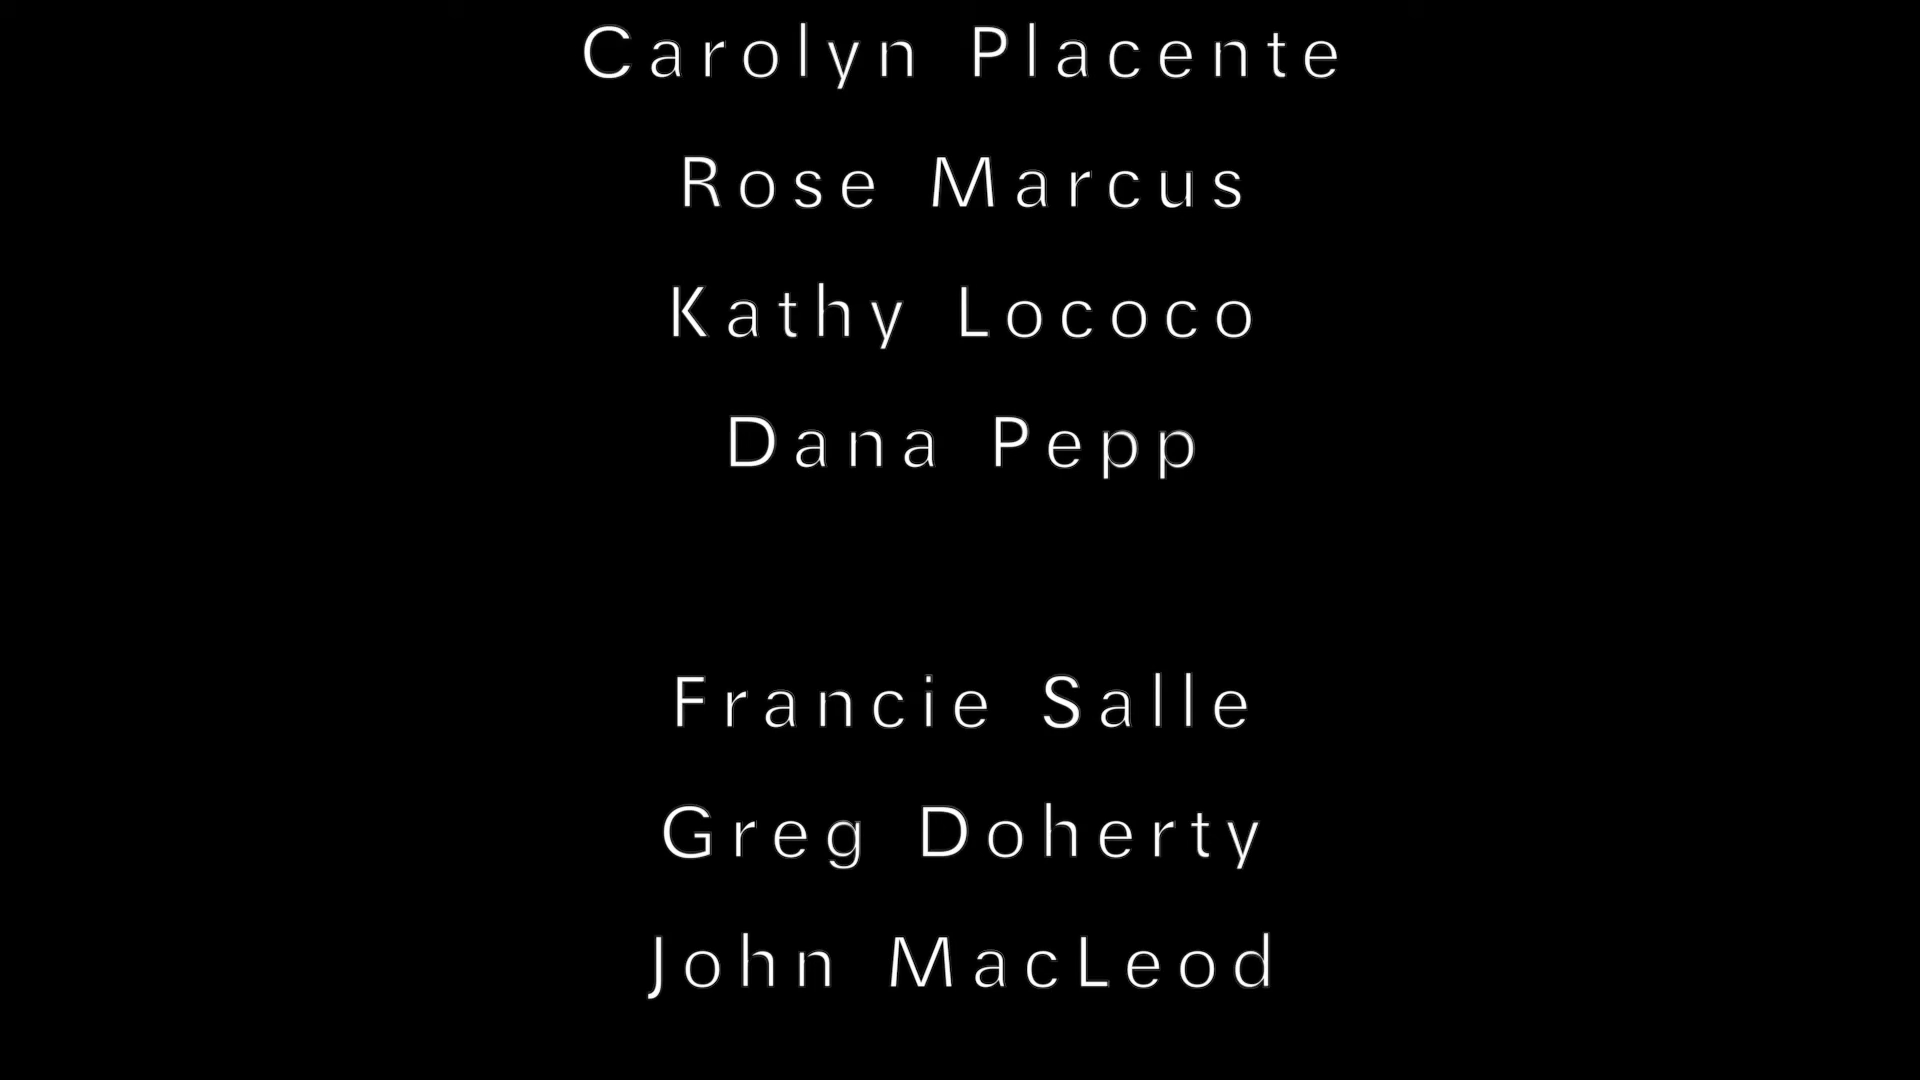 Carolyn Placente
Rose Marcus
Kathy Lococo
Dana Pepp
Francie Salle
Greg Doherty
John MacLeod